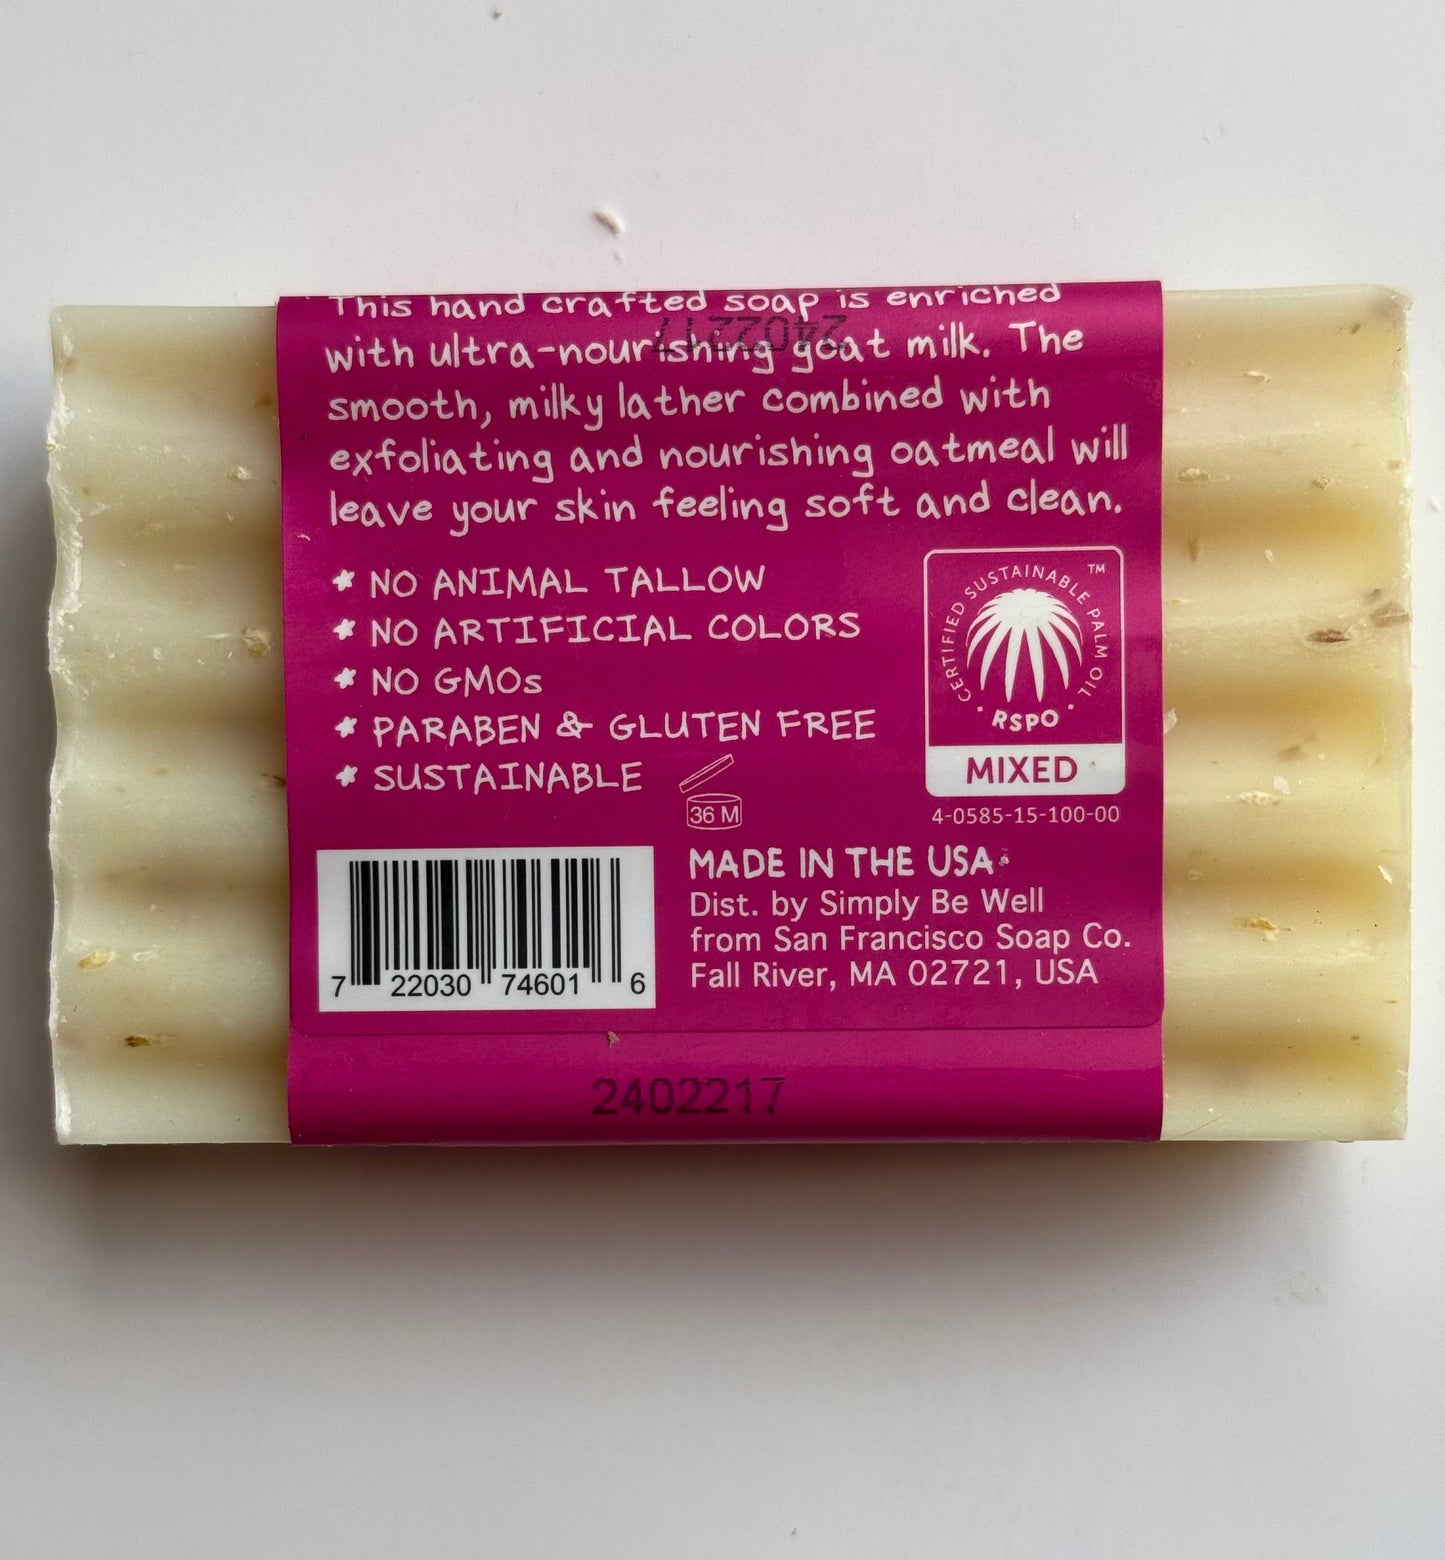 This hand crafted soap is enriched
2402217
with ultra-nourishing goat milk. The
smooth, milky lather combined with
exfoliating and nourishing oatmeal will
leave your skin feeling soft and clean.
* NO ANIMAL TALLOW
* NO ARTIFICIAL COLORS
* NO GMOs
* PARABEN & GLUTEN FREE
* SUSTAINABLE
36 M
CERTIFIED SUSTAINABLE PALM OIL ™
RSPO
MIXED
4-0585-15-100-00
7 22030 74601 6
MADE IN THE USA
Dist. by Simply Be Well
from San Francisco Soap Co.
Fall River, MA 02721, USA
2402217